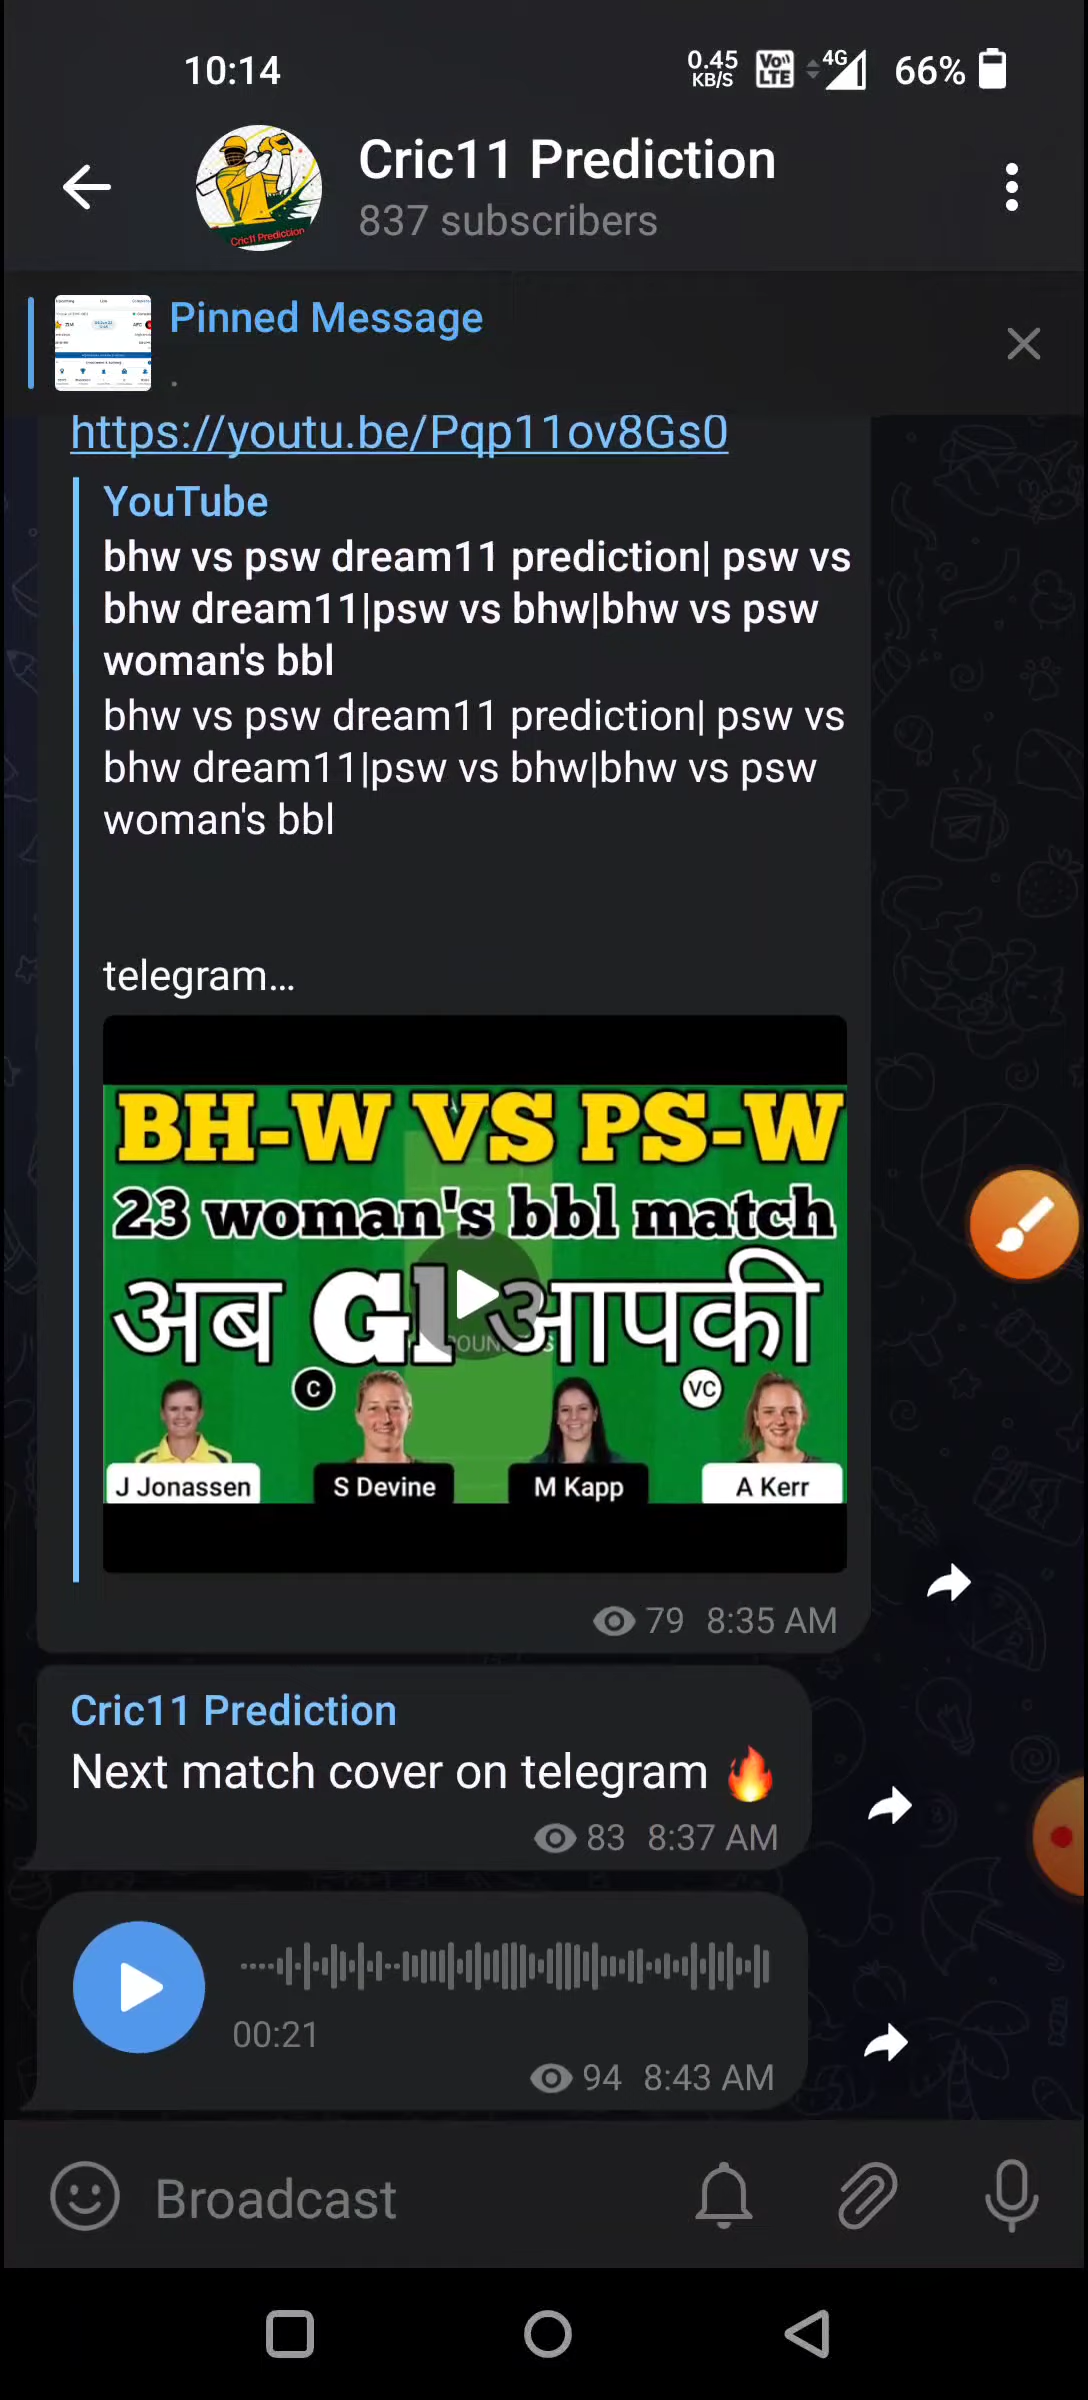 10:14
0.45
KB/S
Vo))
LTE
4G
66%
Cric11 Prediction
837 subscribers
Cric11 Prediction
Pinned Message
.
https://youtu.be/Pqp11ov8Gs0
YouTube
bhw vs psw dream11 prediction| psw vs
bhw dream11|psw vs bhw|bhw vs psw
woman's bbl
bhw vs psw dream11 prediction| psw vs
bhw dream11|psw vs bhw|bhw vs psw
woman's bbl
telegram...
BH-W VS PS-W
23 woman's bbl match
अब Gl आपकी
C
VC
J Jonassen
S Devine
M Kapp
A Kerr
79 8:35 AM
Cric11 Prediction
Next match cover on telegram 🔥
83 8:37 AM
00:21
94 8:43 AM
Broadcast